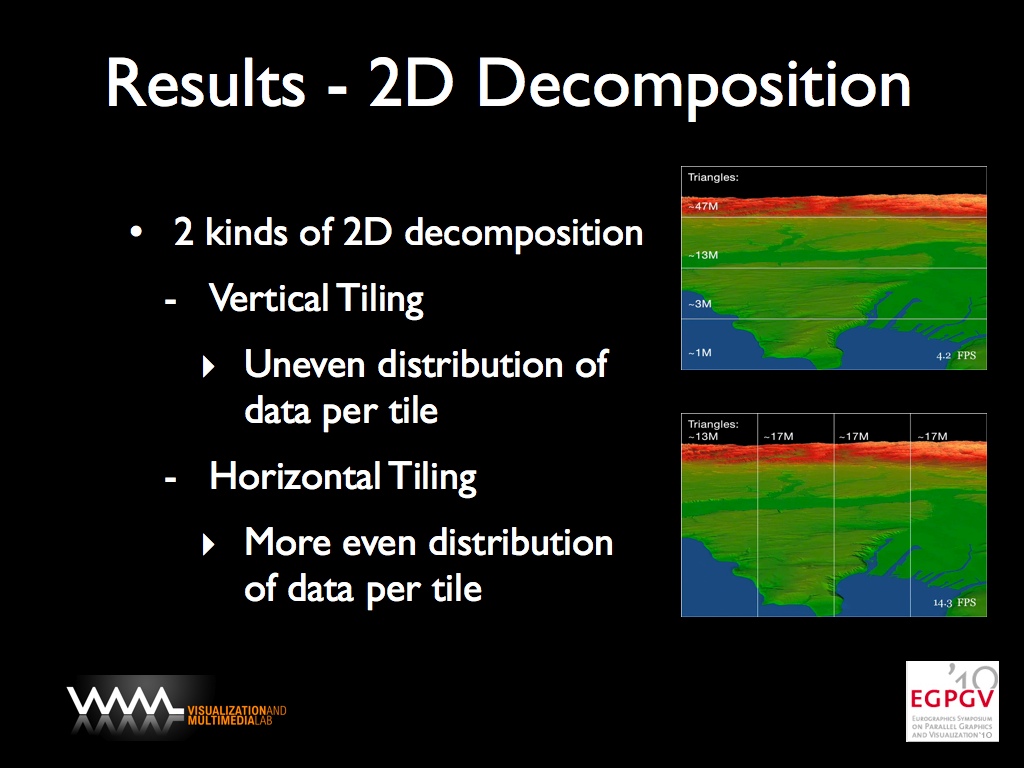 Results - 2D Decomposition
• 2 kinds of 2D decomposition
- Vertical Tiling
‣ Uneven distribution of
data per tile
- Horizontal Tiling
‣ More even distribution
of data per tile
Triangles:
~47M
~13M
~3M
~1M
4.2 FPS
Triangles:
~13M ~17M ~17M ~17M
14.3 FPS
VMML
VISUALIZATION AND
MULTIMEDIA LAB
'10
EGPGV
EUROGRAPHICS SYMPOSIUM
ON PARALLEL GRAPHICS
AND VISUALIZATION'10